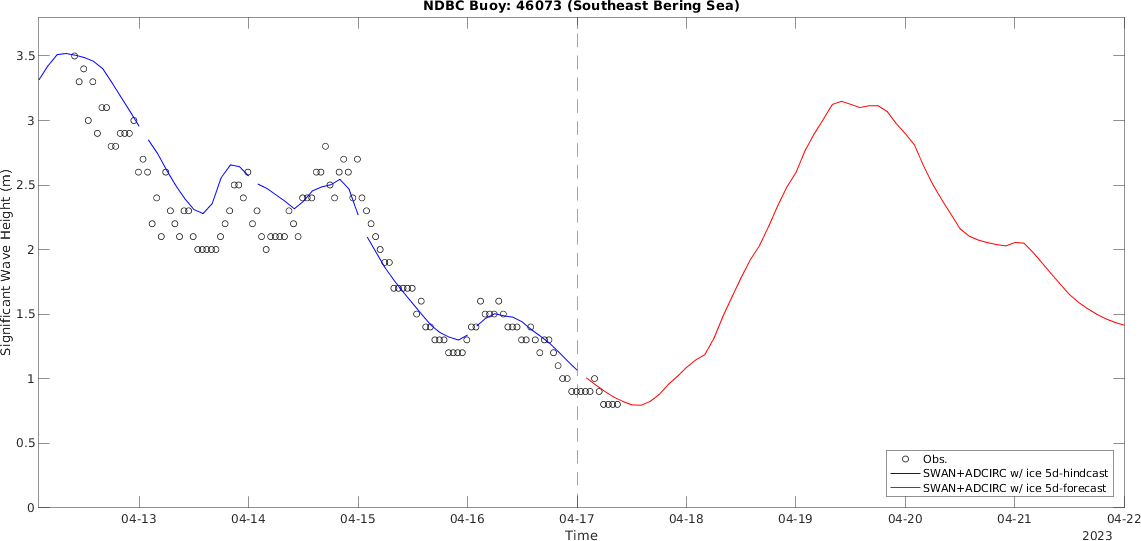 NDBC Buoy: 46073 (Southeast Bering Sea)
Significant Wave Height (m)
3.5
3
2.5
2
1.5
1
0.5
0
Obs.
SWAN+ADCIRC w/ ice 5d-hindcast
SWAN+ADCIRC w/ ice 5d-forecast
04-13 04-14 04-15 04-16 04-17 04-18 04-19 04-20 04-21 04-22
Time
2023